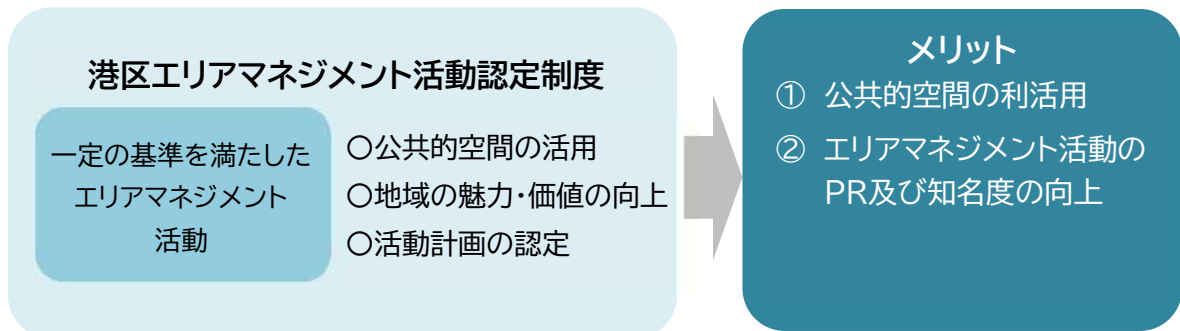 港区エリアマネジメント活動認定制度
一定の基準を満たした
エリアマネジメント
活動
〇公共的空間の活用
〇地域の魅力・価値の向上
〇活動計画の認定
メリット
① 公共的空間の利活用
② エリアマネジメント活動の
PR及び知名度の向上